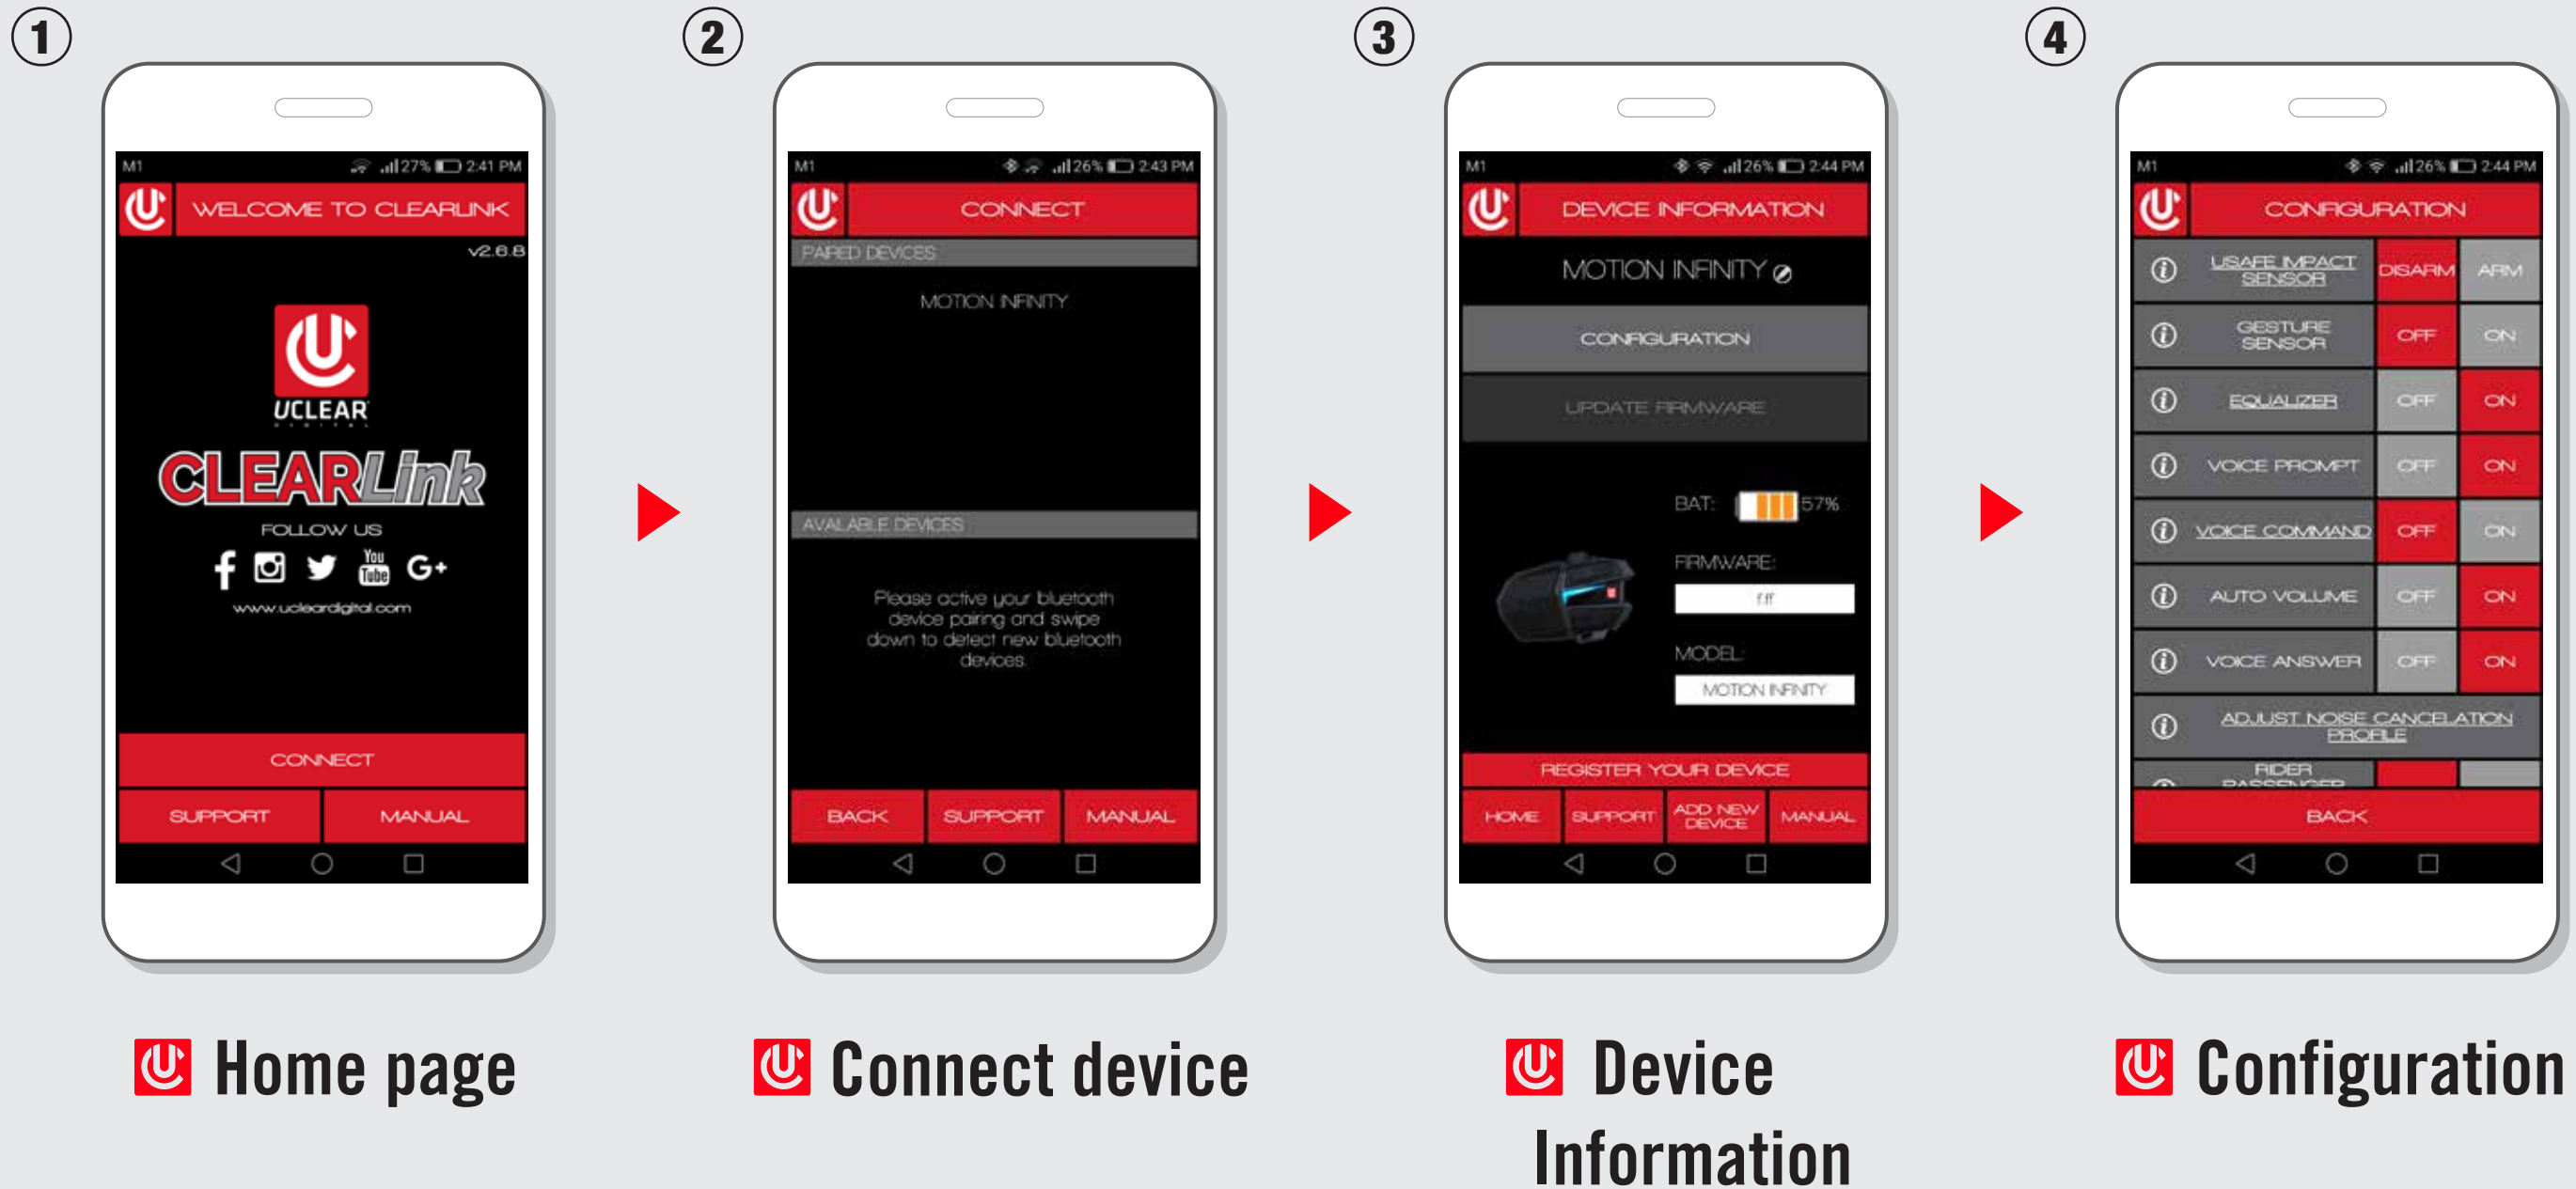 1
M1 27% 2:41 PM
WELCOME TO CLEARLINK
v2.6.8
UCLEAR
DIGITAL
CLEARLink
FOLLOW US
You
Tube
G+
www.ucleardigital.com
CONNECT
SUPPORT MANUAL
Home page
2
M1 26% 2:43 PM
CONNECT
PAIRED DEVICES
MOTION INFINITY
AVAILABLE DEVICES
Please active your bluetooth
device pairing and swipe
down to detect new bluetooth
devices.
BACK SUPPORT MANUAL
Connect device
3
M1 26% 2:44 PM
DEVICE INFORMATION
MOTION INFINITY
CONFIGURATION
UPDATE FIRMWARE
BAT: 57%
FIRMWARE:
MODEL:
MOTION INFINITY
REGISTER YOUR DEVICE
HOME SUPPORT ADD NEW
DEVICE MANUAL
Device
Information
4
M1 26% 2:44 PM
CONFIGURATION
USAFE IMPACT
SENSOR DISARM ARM
GESTURE
SENSOR OFF ON
EQUALIZER OFF ON
VOICE PROMPT OFF ON
VOICE COMMAND OFF ON
AUTO VOLUME OFF ON
VOICE ANSWER OFF ON
ADJUST NOISE CANCELATION
PROFILE
RIDER
PASSENGER
BACK
Configuration